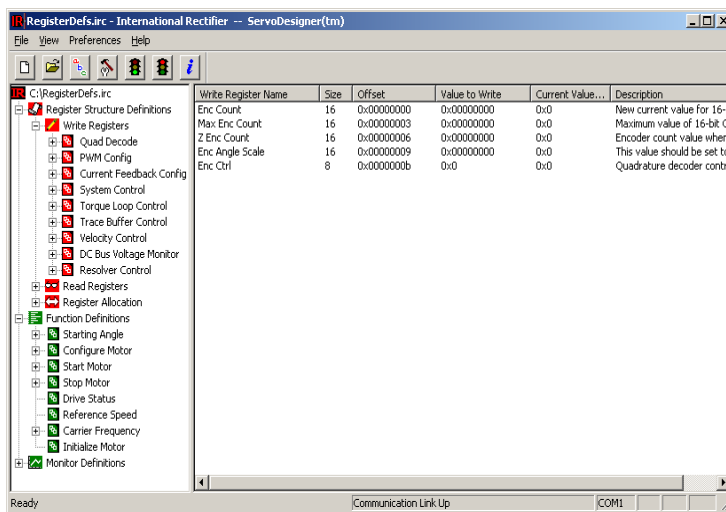 IR RegisterDefs.irc - International Rectifier -- ServoDesigner(tm)
File View Preferences Help
IR C:\RegisterDefs.irc
Register Structure Definitions
Write Registers
Quad Decode
PWM Config
Current Feedback Config
System Control
Torque Loop Control
Trace Buffer Control
Velocity Control
DC Bus Voltage Monitor
Resolver Control
Read Registers
Register Allocation
Function Definitions
Starting Angle
Configure Motor
Start Motor
Stop Motor
Drive Status
Reference Speed
Carrier Frequency
Initialize Motor
Monitor Definitions
Write Register Name Size Offset Value to Write Current Value... Description
Enc Count 16 0x00000000 0x00000000 0x0 New current value for 16-
Max Enc Count 16 0x00000003 0x00000000 0x0 Maximum value of 16-bit
Z Enc Count 16 0x00000006 0x00000000 0x0 Encoder count value wher
Enc Angle Scale 16 0x00000009 0x00000000 0x0 This value should be set to
Enc Ctrl 8 0x0000000b 0x0 0x0 Quadrature decoder contr
Ready Communication Link Up COM1